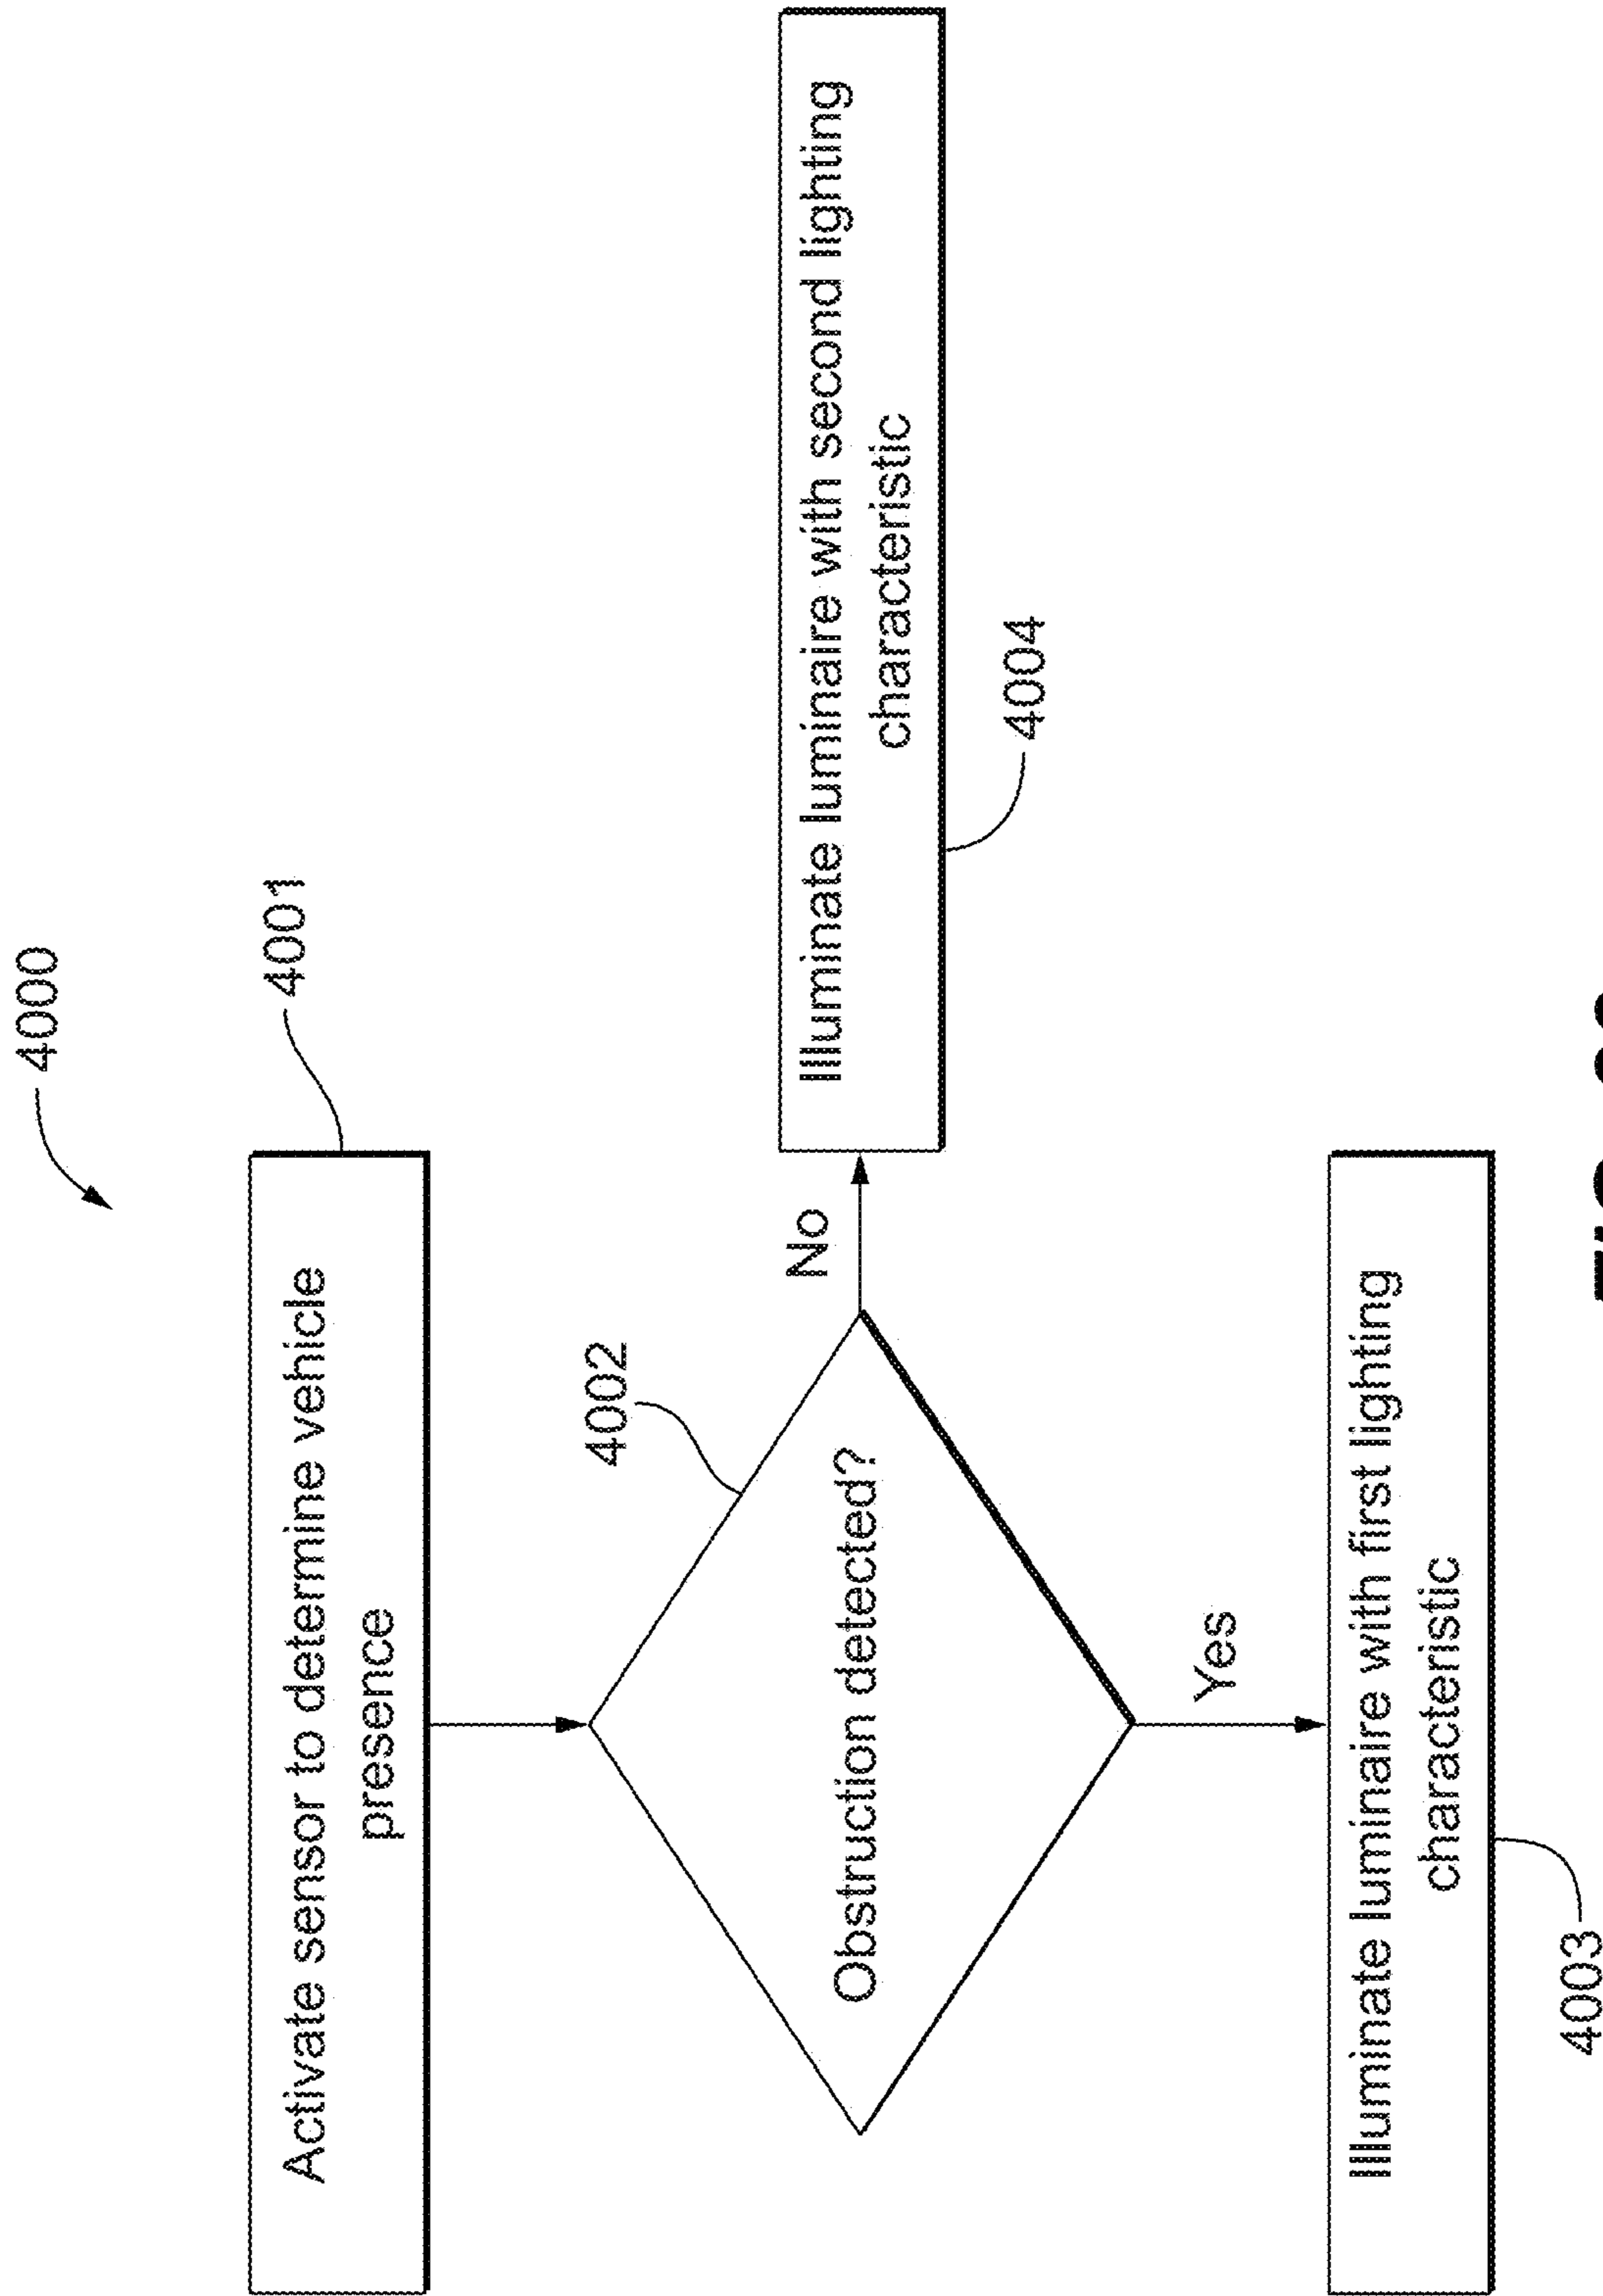 4000
4001
Activate sensor to determine vehicle
presence
4002
Obstruction detected?
No
Illuminate luminaire with second lighting
characteristic
4004
Yes
Illuminate luminaire with first lighting
characteristic
4003